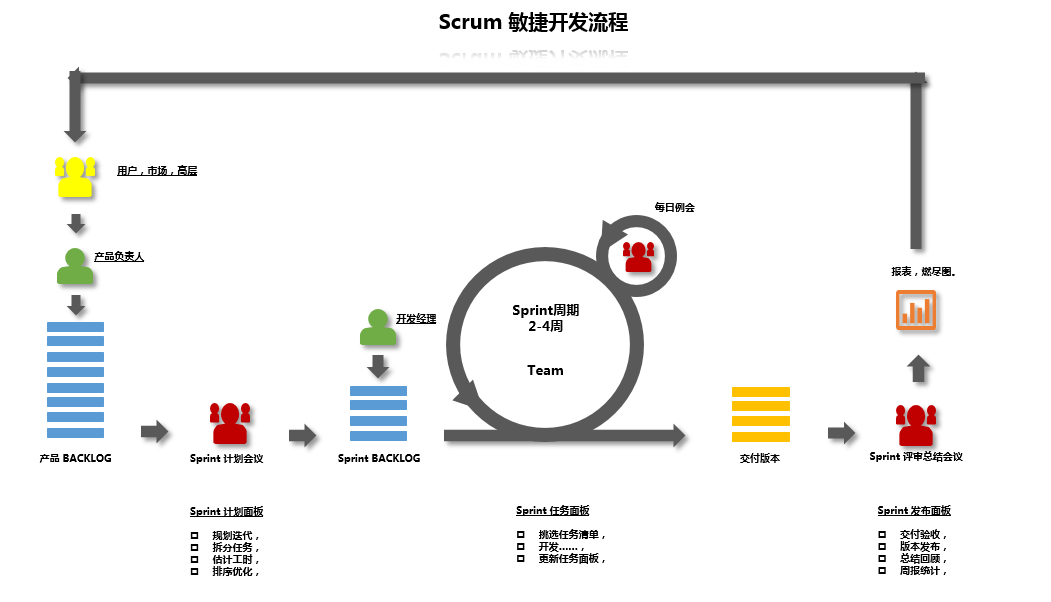 Scrum 敏捷开发流程
用户，市场，高层
每日例会
产品负责人
报表，燃尽图。
Sprint周期
2-4周
开发经理
Team
产品 BACKLOG
Sprint 计划会议
Sprint BACKLOG
交付版本
Sprint 评审总结会议
Sprint 计划面板
规划迭代，
拆分任务，
估计工时，
排序优化，
Sprint 任务面板
挑选任务清单，
开发……，
更新任务面板，
Sprint 发布面板
交付验收，
版本发布，
总结回顾，
周报统计，